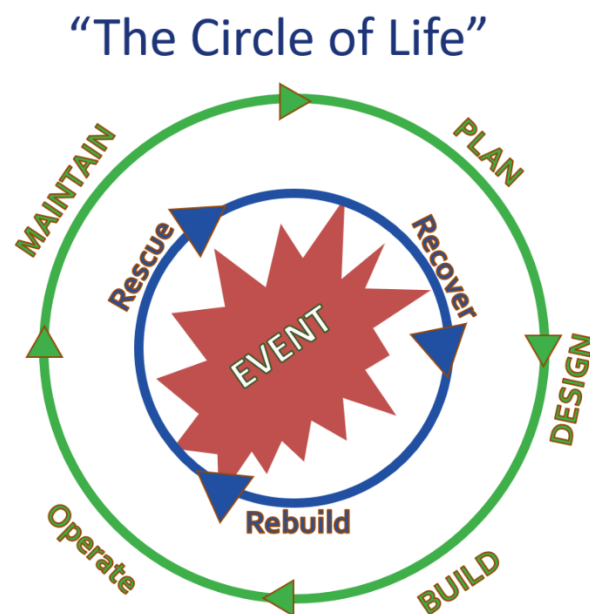 “The Circle of Life”
PLAN
DESIGN
BUILD
Operate
MAINTAIN
Rescue
Recover
Rebuild
EVENT